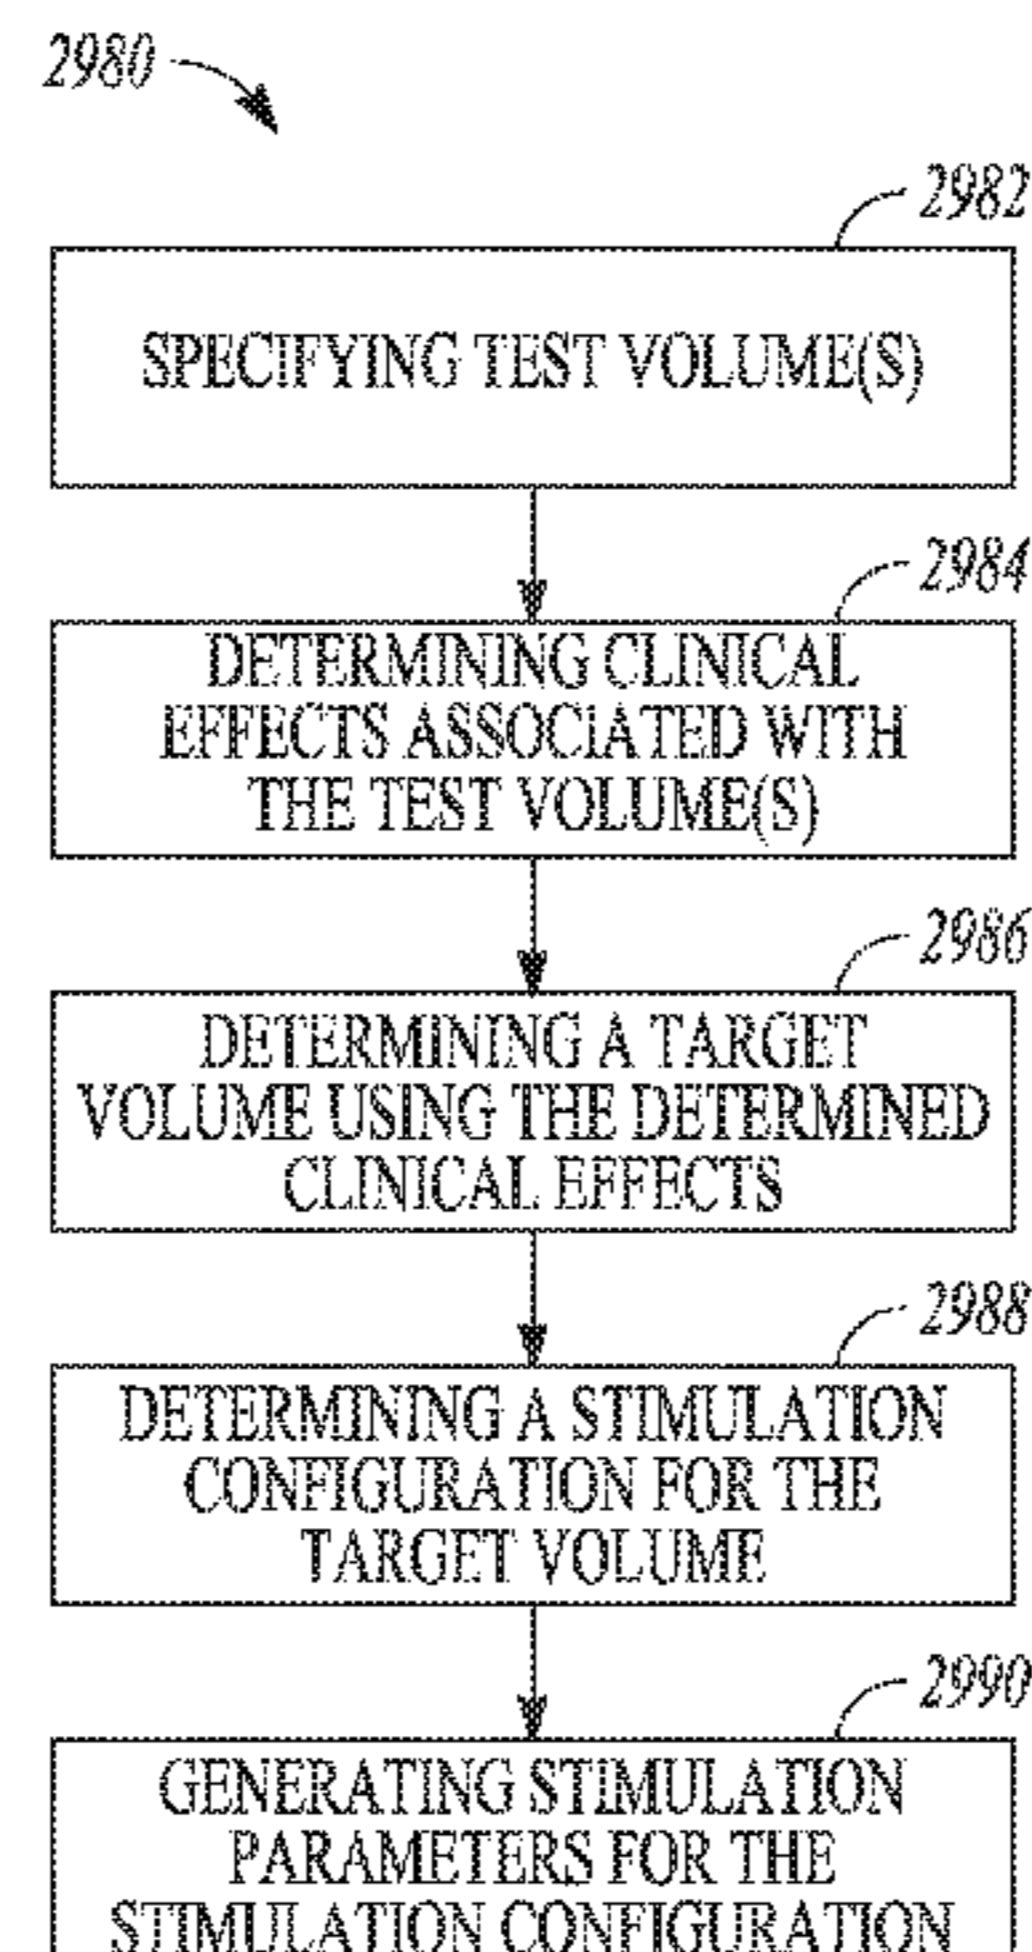 2980
2982
SPECIFYING TEST VOLUME(S)
2984
DETERMINING CLINICAL
EFFECTS ASSOCIATED WITH
THE TEST VOLUME(S)
2986
DETERMINING A TARGET
VOLUME USING THE DETERMINED
CLINICAL EFFECTS
2988
DETERMINING A STIMULATION
CONFIGURATION FOR THE
TARGET VOLUME
2990
GENERATING STIMULATION
PARAMETERS FOR THE
STIMULATION CONFIGURATION